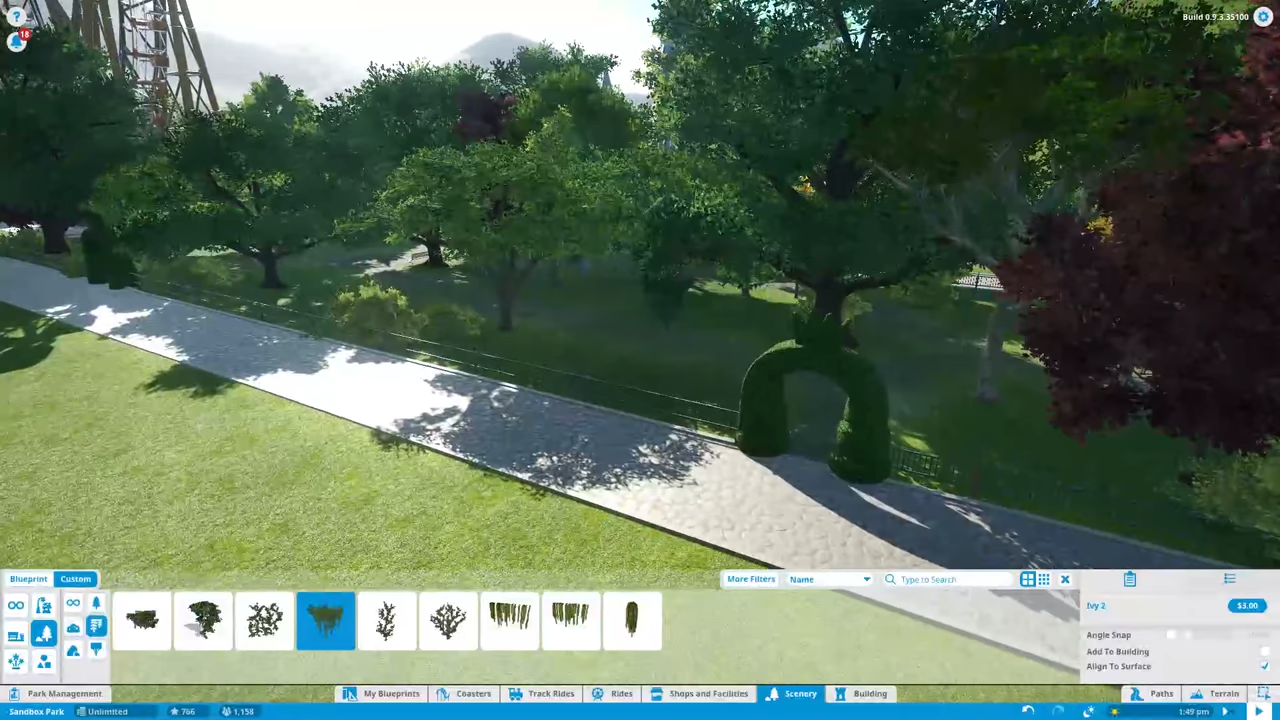 ?
18
Build 0.9.3.35100
Blueprint
Custom
More Filters
Name
Type to Search
Ivy 2
$3.00
Angle Snap
Add To Building
Align To Surface
Park Management
My Blueprints
Coasters
Track Rides
Rides
Shops and Facilities
Scenery
Building
Paths
Terrain
Sandbox Park
Unlimited
766
1,158
1:49 pm